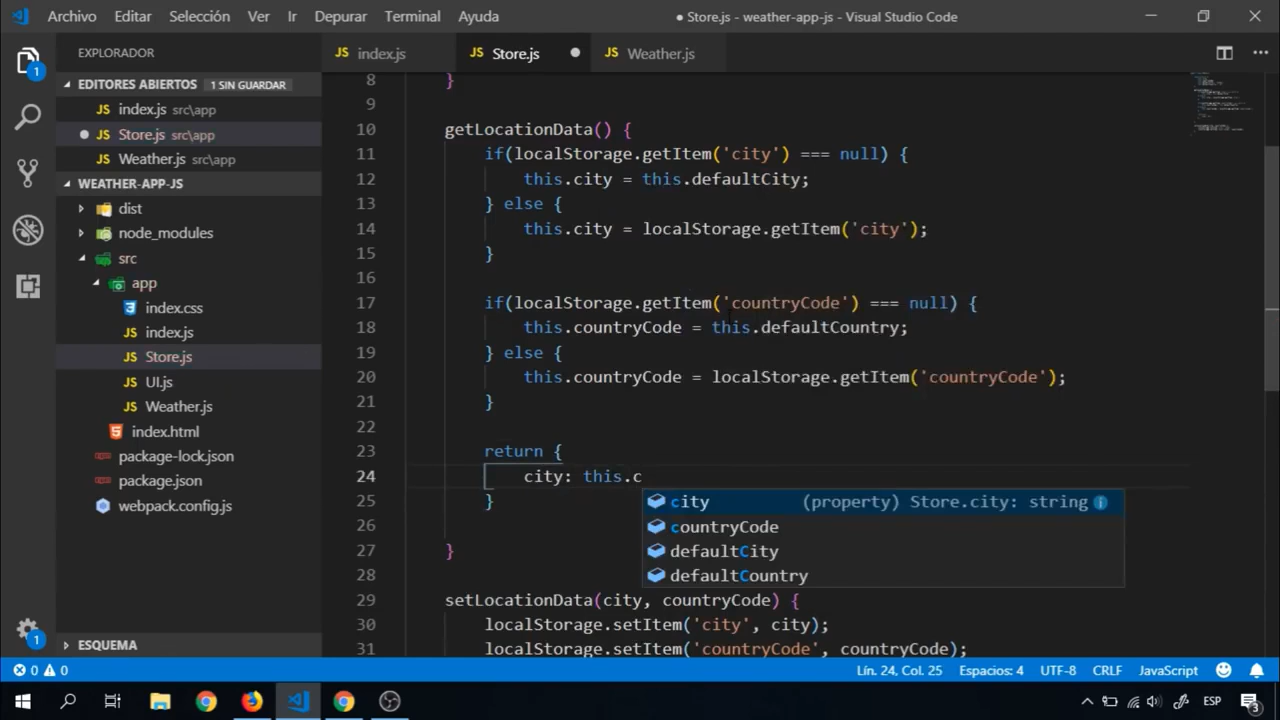 Archivo Editar Selección Ver Ir Depurar Terminal Ayuda ● Store.js - weather-app-js - Visual Studio Code
EXPLORADOR
JS index.js JS Store.js JS Weather.js
EDITORES ABIERTOS 1 SIN GUARDAR
JS index.js src\app
JS Store.js src\app
JS Weather.js src\app
WEATHER-APP-JS
dist
node_modules
src
app
index.css
JS index.js
JS Store.js
JS UI.js
JS Weather.js
index.html
package-lock.json
package.json
webpack.config.js
ESQUEMA
1
1
8 }
9
10 getLocationData() {
11 if(localStorage.getItem('city') === null) {
12 this.city = this.defaultCity;
13 } else {
14 this.city = localStorage.getItem('city');
15 }
16
17 if(localStorage.getItem('countryCode') === null) {
18 this.countryCode = this.defaultCountry;
19 } else {
20 this.countryCode = localStorage.getItem('countryCode');
21 }
22
23 return {
24 city: this.c
25 }
26
27 }
28
29 setLocationData(city, countryCode) {
30 localStorage.setItem('city', city);
31 localStorage.setItem('countryCode', countryCode);
city (property) Store.city: string
countryCode
defaultCity
defaultCountry
0 0 Lín. 24, Col. 25 Espacios: 4 UTF-8 CRLF JavaScript
ESP 3